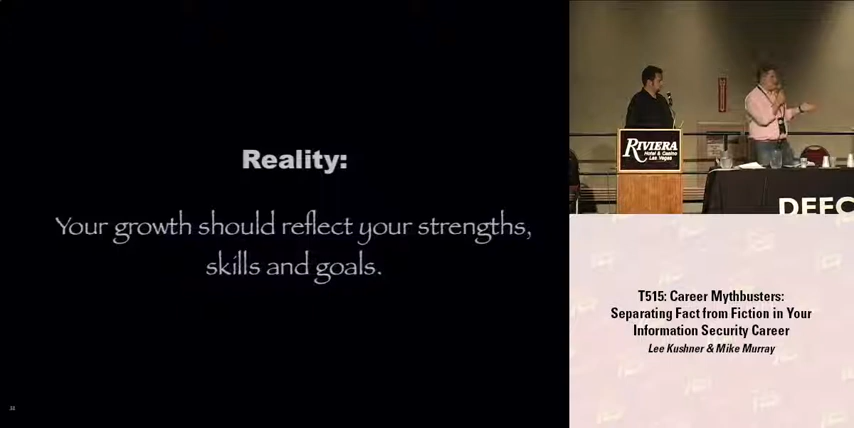 Reality:
Your growth should reflect your strengths,
skills and goals.
RIVIERA
Hotel & Casino
Las Vegas
DEFC
T515: Career Mythbusters:
Separating Fact from Fiction in Your
Information Security Career
Lee Kushner & Mike Murray